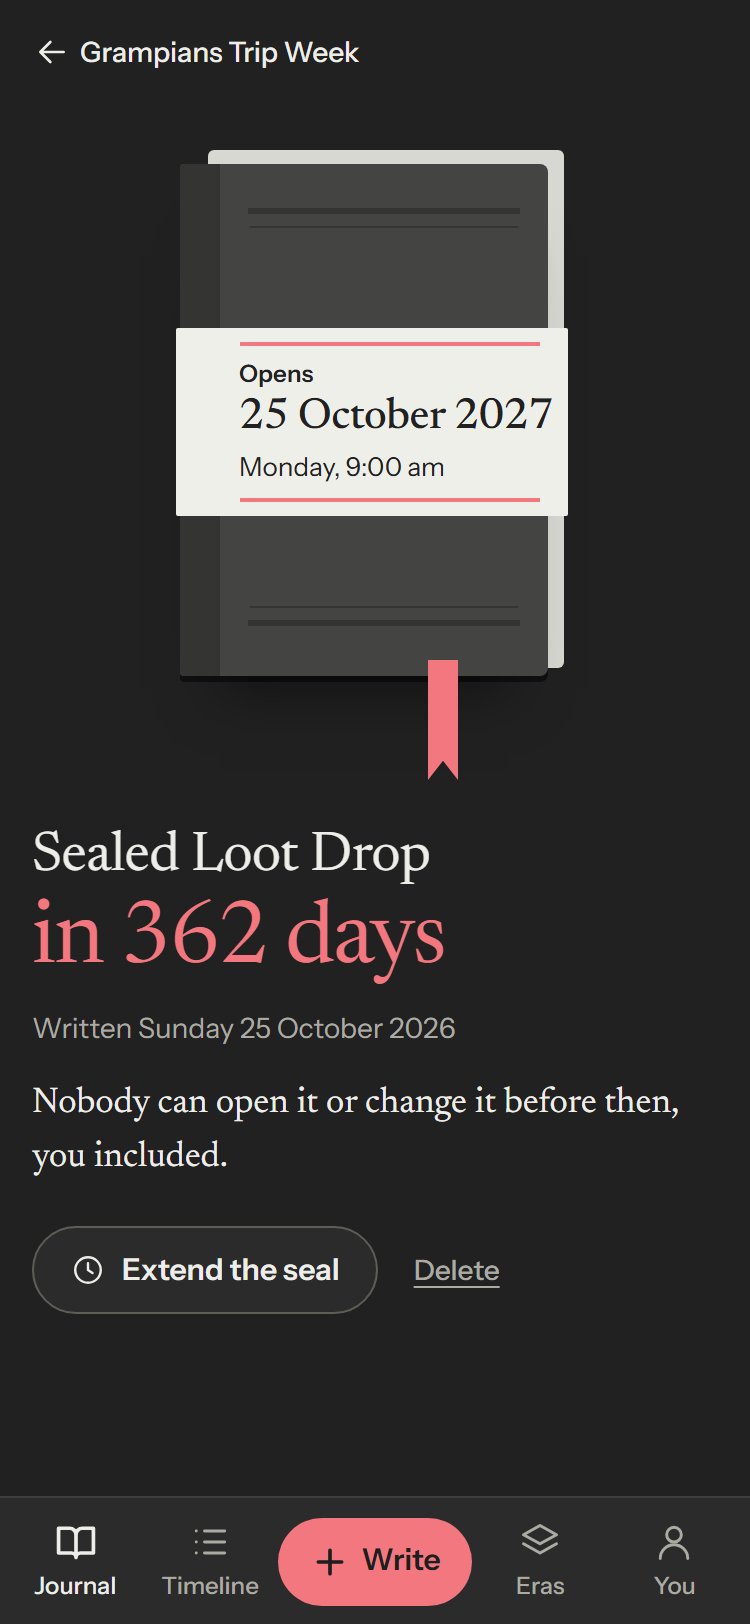 Grampians Trip Week
Opens
25 October 2027
Monday, 9:00 am
Sealed Loot Drop
in 362 days
Written Sunday 25 October 2026
Nobody can open it or change it before then,
you included.
Extend the seal
Delete
Journal
Timeline
Write
Eras
You